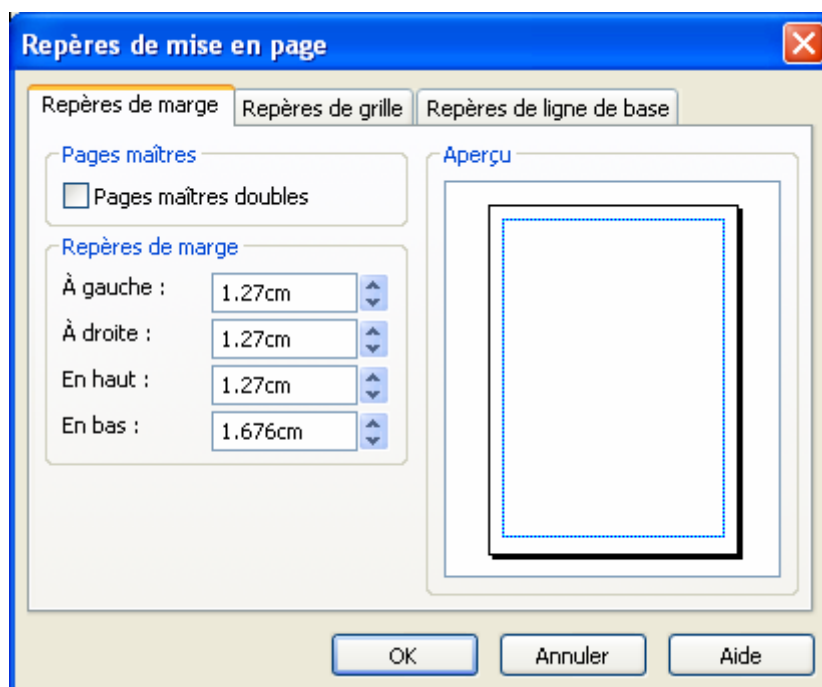 Repères de mise en page
Repères de marge Repères de grille Repères de ligne de base
Pages maîtres
Pages maîtres doubles
Repères de marge
À gauche : 1.27cm
À droite : 1.27cm
En haut : 1.27cm
En bas : 1.676cm
Aperçu
OK Annuler Aide